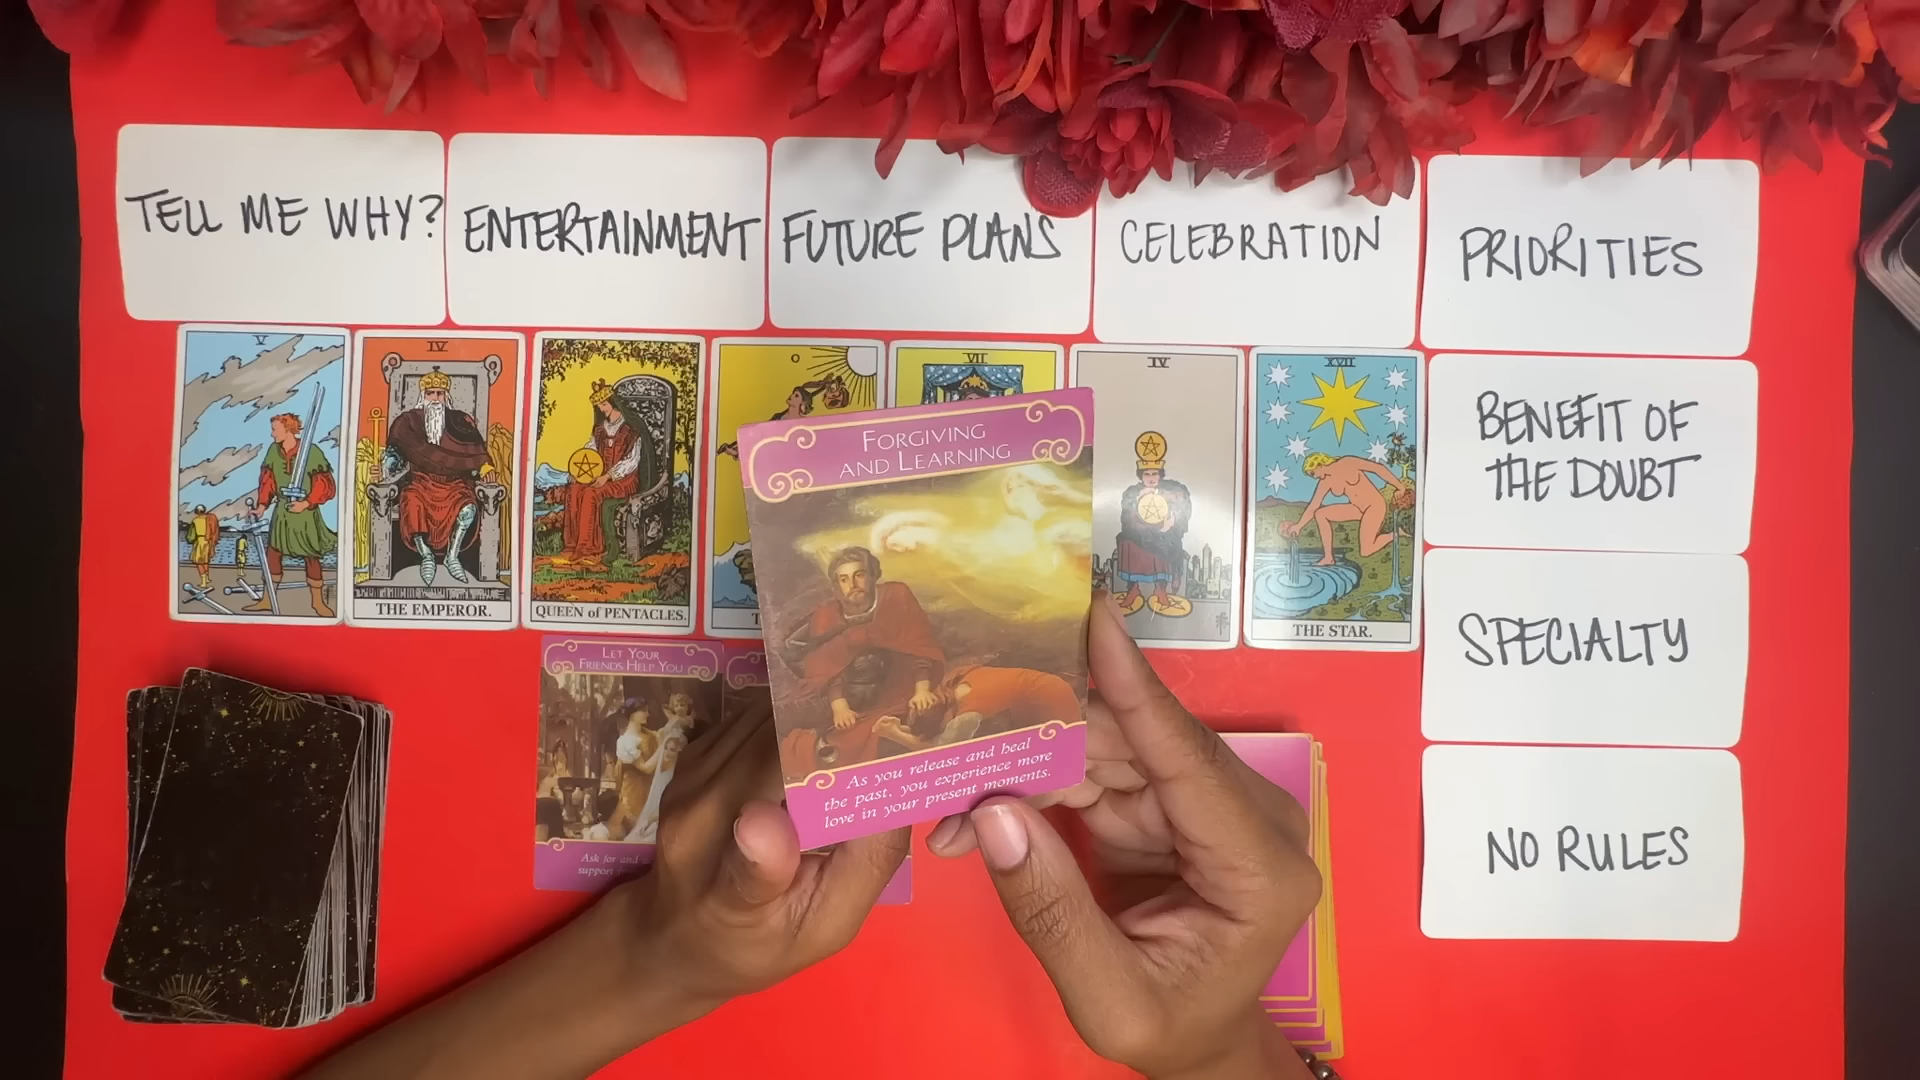 TELL ME WHY?
ENTERTAINMENT
FUTURE PLANS
CELEBRATION
PRIORITIES
V
IV
THE EMPEROR.
QUEEN of PENTACLES.
0
T
VII
IV
XVII
THE STAR.
BENEFIT OF
THE DOUBT
SPECIALTY
NO RULES
FORGIVING
AND LEARNING
As you release and heal
the past, you experience more
love in your present moments.
LET YOUR
FRIENDS HELP YOU
Ask for and
support